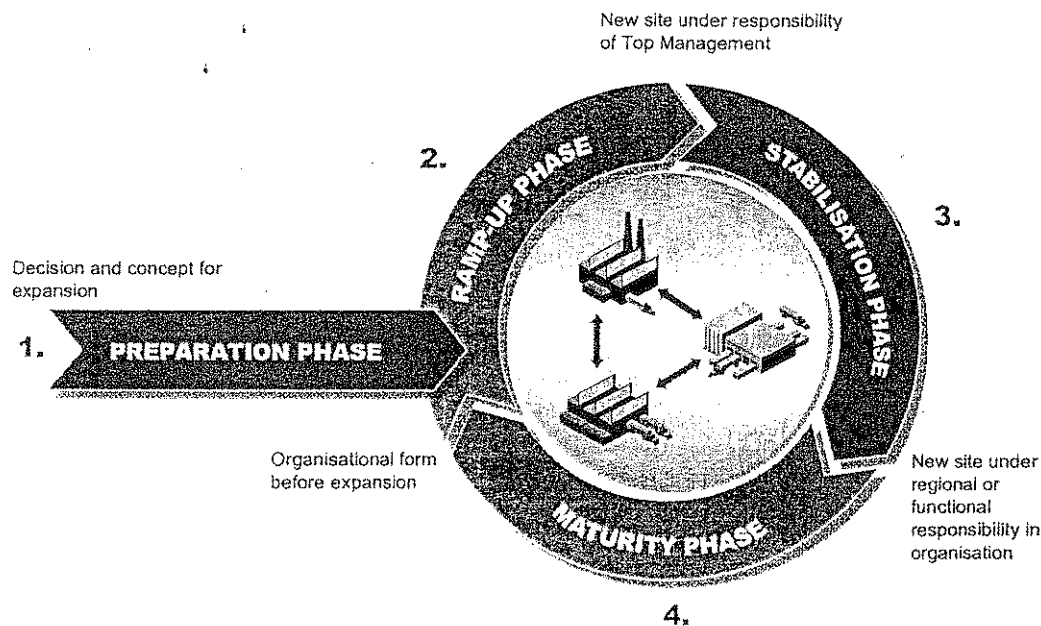 New site under responsibility
of Top Management
2.
RAMP-UP PHASE
STABILISATION PHASE
3.
Decision and concept for
expansion
1.
PREPARATION PHASE
Organisational form
before expansion
New site under
regional or
functional
responsibility in
organisation
MATURITY PHASE
4.